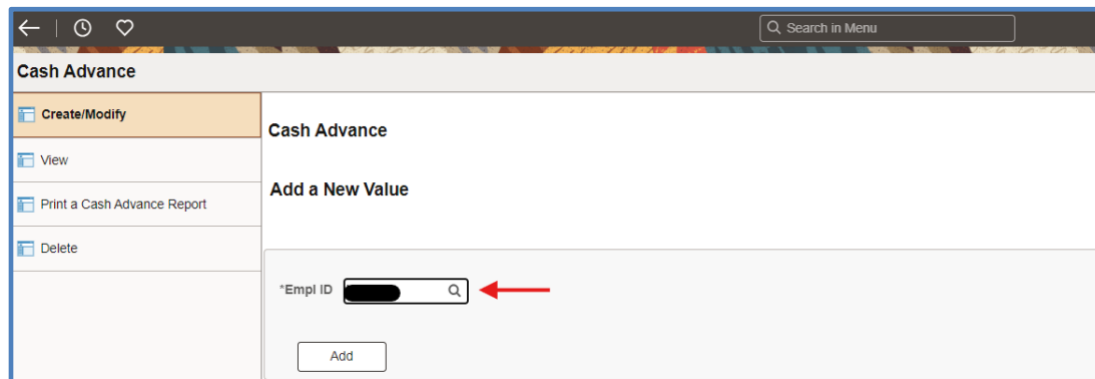 Search in Menu
Cash Advance
Create/Modify
View
Print a Cash Advance Report
Delete
Cash Advance
Add a New Value
*Empl ID
Add